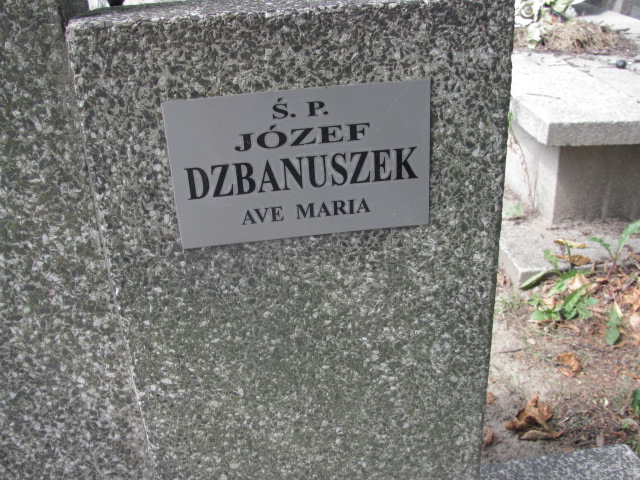 Ś. P.
JÓZEF
DZBANUSZEK
AVE MARIA